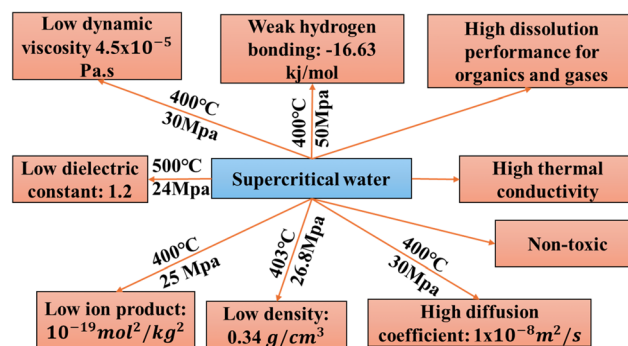 Low dynamic
viscosity 4.5x10⁻⁵
Pa.s
Weak hydrogen
bonding: -16.63
kj/mol
High dissolution
performance for
organics and gases
400℃
30Mpa
400℃
50Mpa
Low dielectric
constant: 1.2
500℃
24Mpa
Supercritical water
High thermal
conductivity
400℃
25 Mpa
403℃
26.8Mpa
400℃
30Mpa
Non-toxic
Low ion product:
10⁻¹⁹mol²/kg²
Low density:
0.34 g/cm³
High diffusion
coefficient: 1x10⁻⁸m²/s